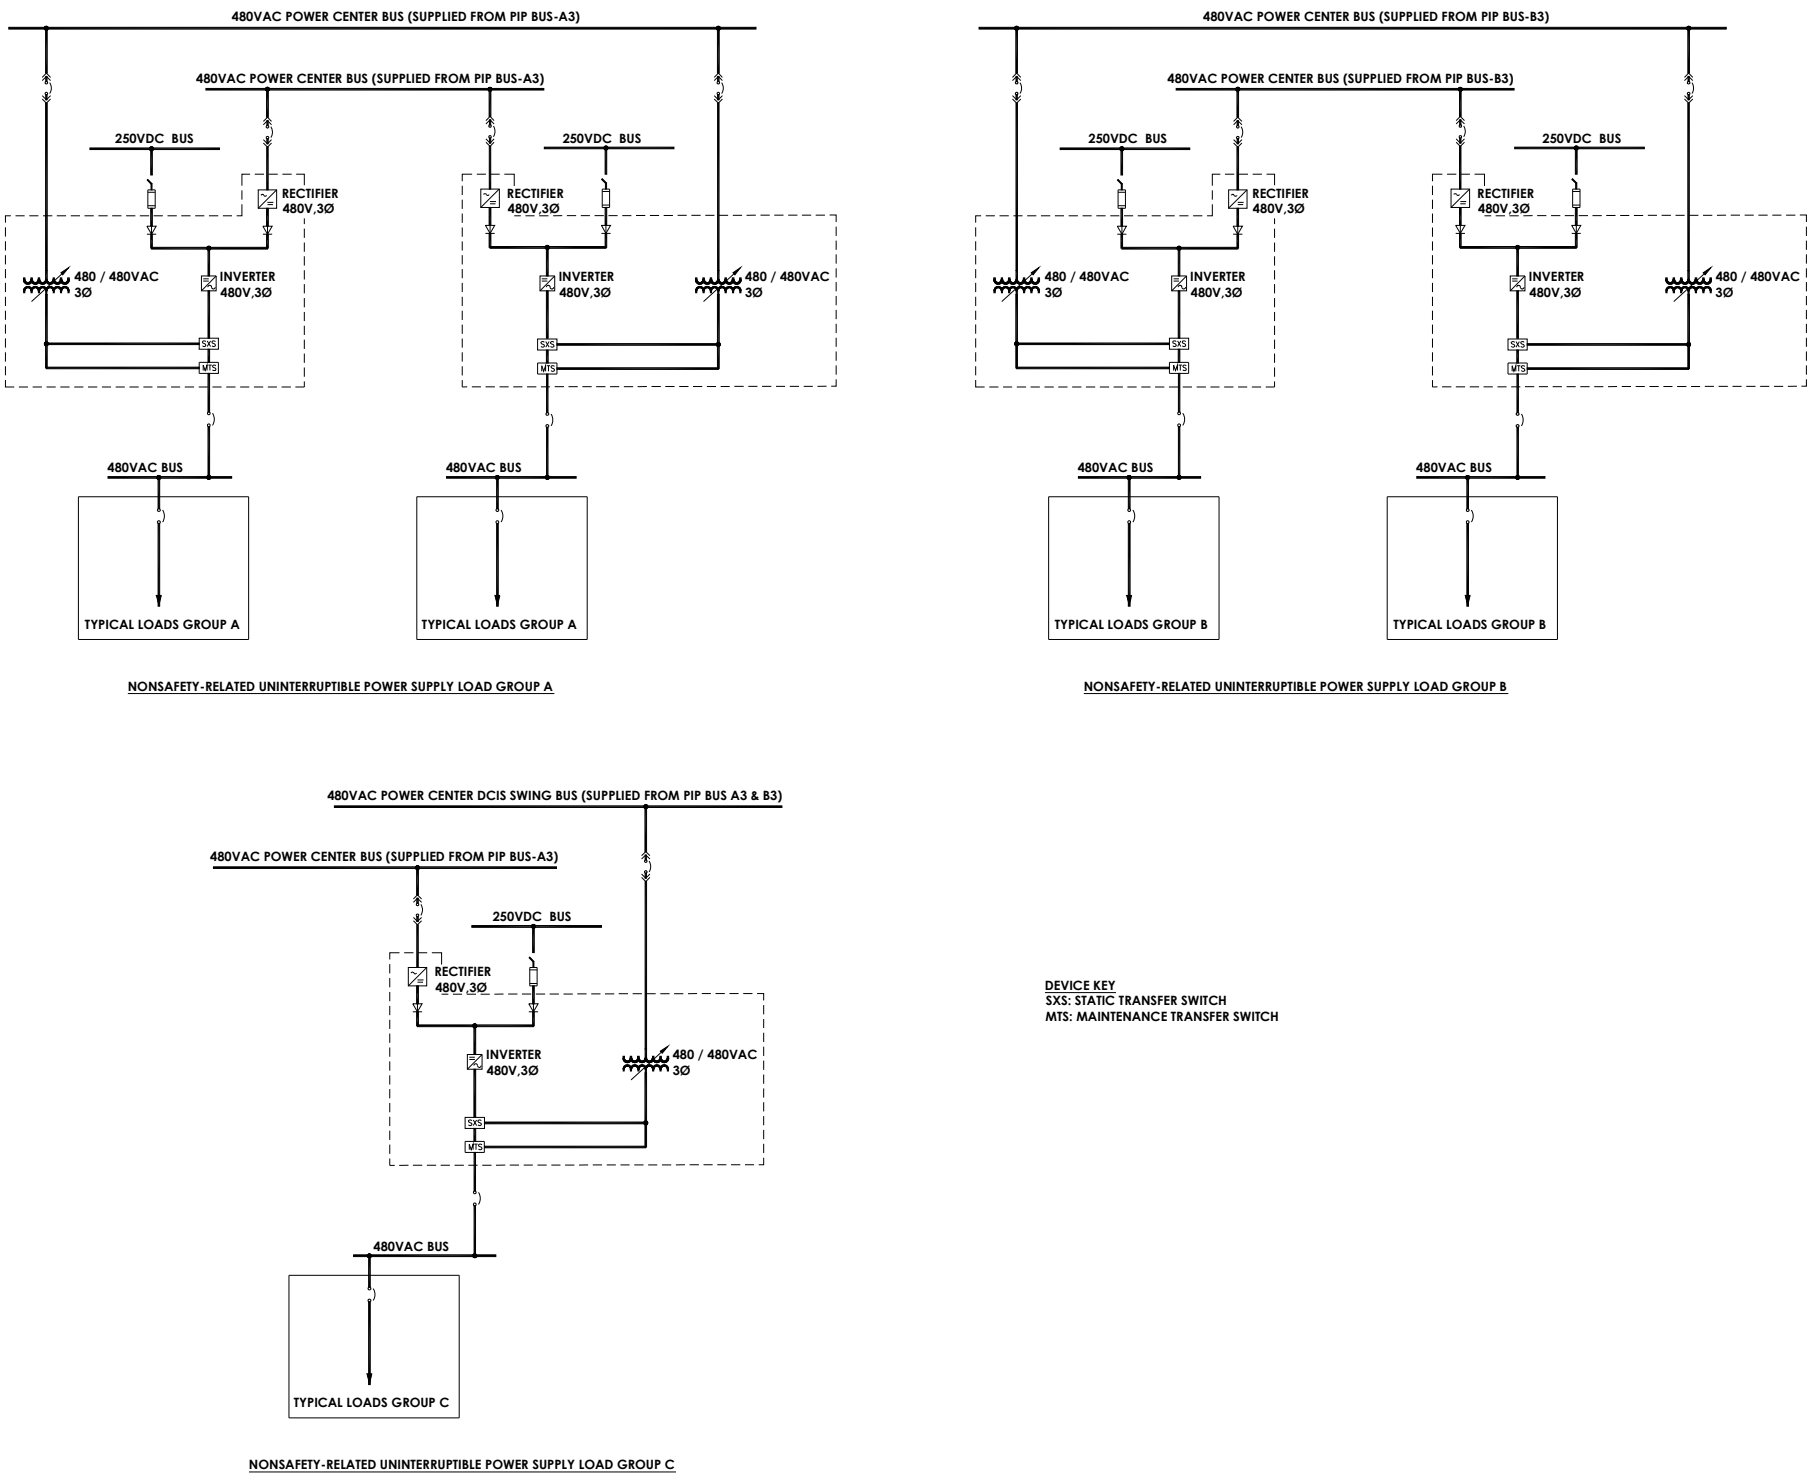 480VAC POWER CENTER BUS (SUPPLIED FROM PIP BUS-A3)
480VAC POWER CENTER BUS (SUPPLIED FROM PIP BUS-A3)
250VDC BUS
250VDC BUS
RECTIFIER
480V,3Ø
RECTIFIER
480V,3Ø
480 / 480VAC
3Ø
INVERTER
480V,3Ø
INVERTER
480V,3Ø
480 / 480VAC
3Ø
SXS
SXS
MTS
MTS
480VAC BUS
480VAC BUS
TYPICAL LOADS GROUP A
TYPICAL LOADS GROUP A
NONSAFETY-RELATED UNINTERRUPTIBLE POWER SUPPLY LOAD GROUP A
480VAC POWER CENTER BUS (SUPPLIED FROM PIP BUS-B3)
480VAC POWER CENTER BUS (SUPPLIED FROM PIP BUS-B3)
250VDC BUS
250VDC BUS
RECTIFIER
480V,3Ø
RECTIFIER
480V,3Ø
480 / 480VAC
3Ø
INVERTER
480V,3Ø
INVERTER
480V,3Ø
480 / 480VAC
3Ø
SXS
SXS
MTS
MTS
480VAC BUS
480VAC BUS
TYPICAL LOADS GROUP B
TYPICAL LOADS GROUP B
NONSAFETY-RELATED UNINTERRUPTIBLE POWER SUPPLY LOAD GROUP B
480VAC POWER CENTER DCIS SWING BUS (SUPPLIED FROM PIP BUS A3 & B3)
480VAC POWER CENTER BUS (SUPPLIED FROM PIP BUS-A3)
250VDC BUS
RECTIFIER
480V,3Ø
INVERTER
480V,3Ø
480 / 480VAC
3Ø
SXS
MTS
480VAC BUS
TYPICAL LOADS GROUP C
NONSAFETY-RELATED UNINTERRUPTIBLE POWER SUPPLY LOAD GROUP C
DEVICE KEY
SXS: STATIC TRANSFER SWITCH
MTS: MAINTENANCE TRANSFER SWITCH